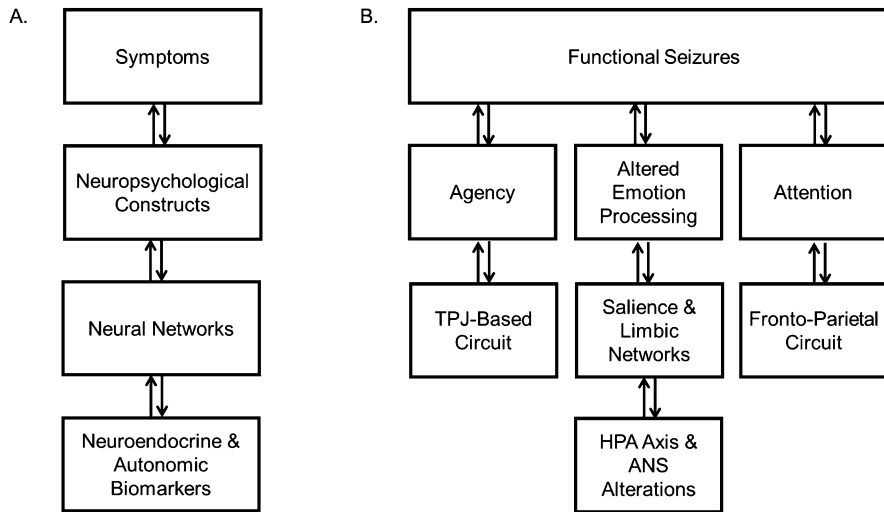 A.
Symptoms
Neuropsychological
Constructs
Neural Networks
Neuroendocrine &
Autonomic
Biomarkers
B.
Functional Seizures
Agency
Altered
Emotion
Processing
Attention
TPJ-Based
Circuit
Salience &
Limbic
Networks
Fronto-Parietal
Circuit
HPA Axis &
ANS
Alterations